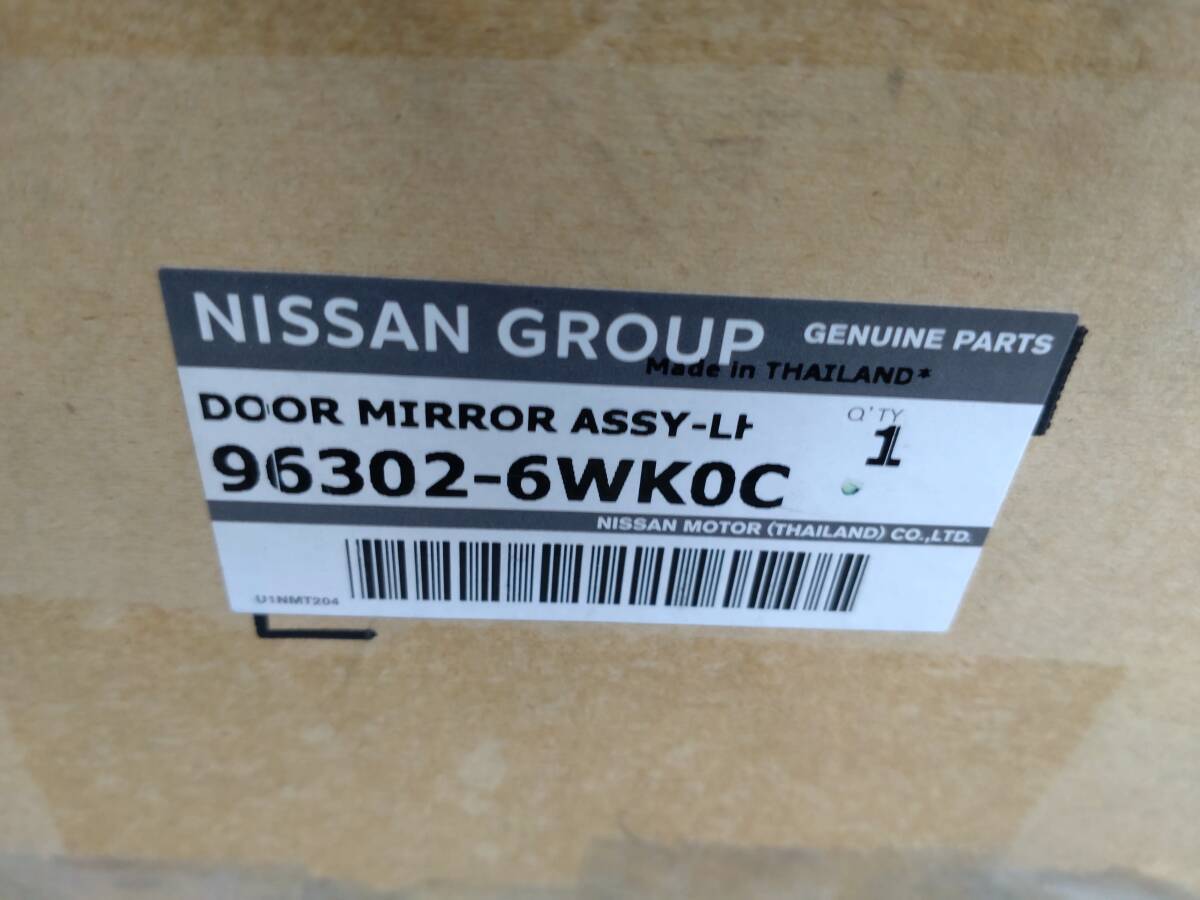 NISSAN GROUP GENUINE PARTS
Made in THAILAND*
DOOR MIRROR ASSY-LH
Q'TY
1
96302-6WK0C
NISSAN MOTOR (THAILAND) CO.,LTD.
U1NMT204